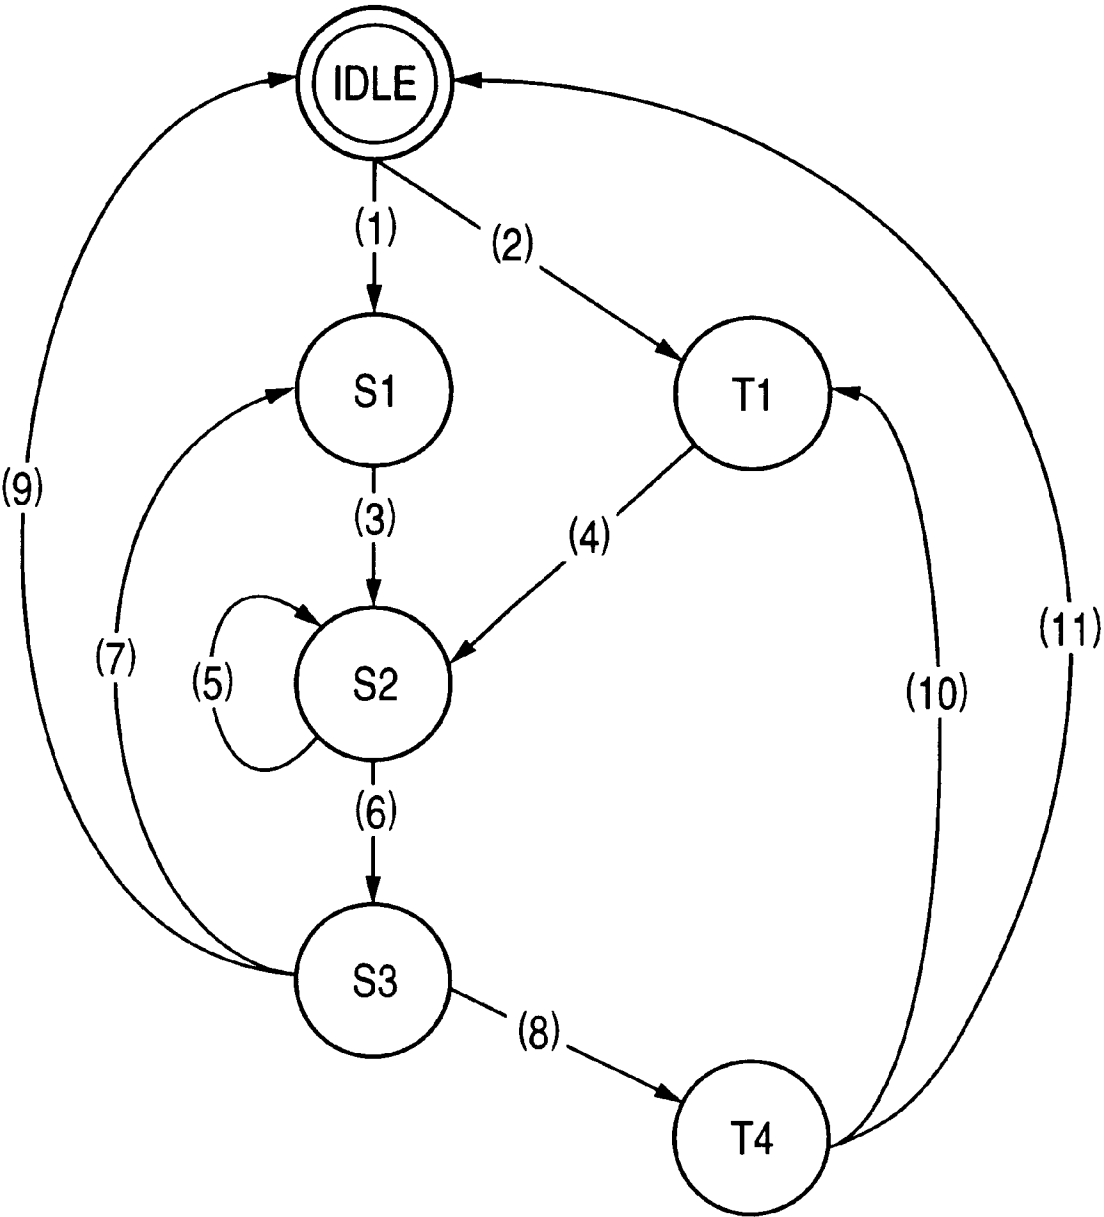 IDLE
(1)
(2)
S1
T1
(9)
(3)
(4)
(11)
(7)
(5)
S2
(10)
(6)
S3
(8)
T4